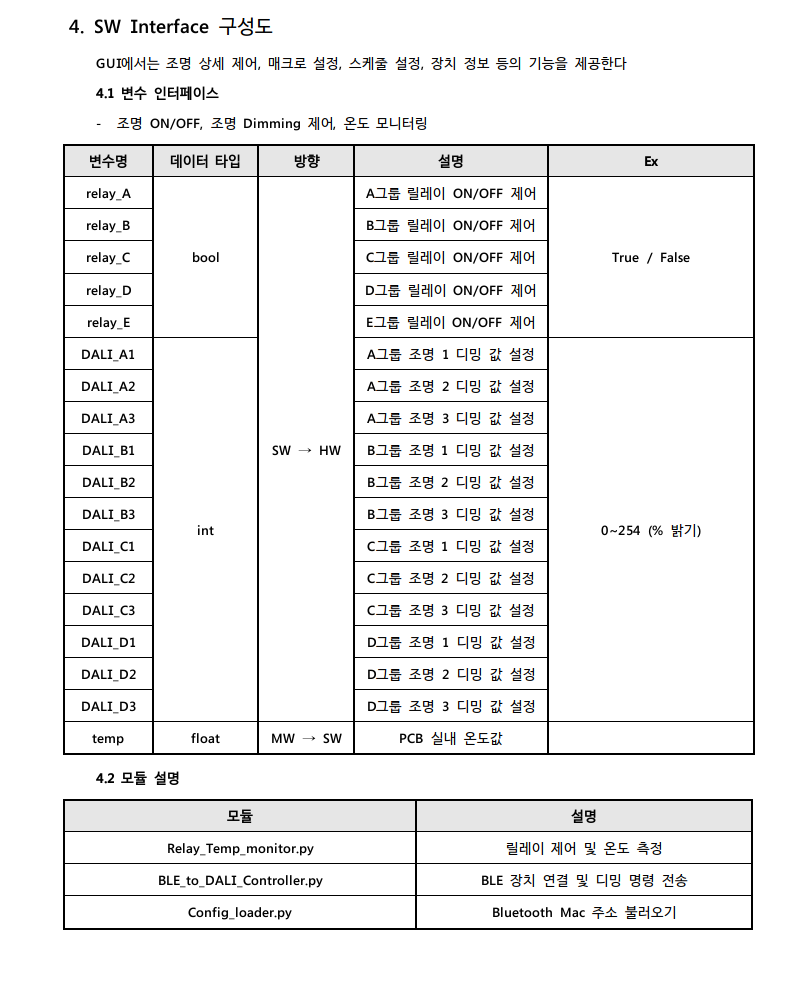 4. SW Interface 구성도
GUI에서는 조명 상세 제어, 매크로 설정, 스케줄 설정, 장치 정보 등의 기능을 제공한다
4.1 변수 인터페이스
- 조명 ON/OFF, 조명 Dimming 제어, 온도 모니터링
변수명 데이터 타입 방향 설명 Ex
relay_A A그룹 릴레이 ON/OFF 제어
relay_B B그룹 릴레이 ON/OFF 제어
relay_C bool C그룹 릴레이 ON/OFF 제어 True / False
relay_D D그룹 릴레이 ON/OFF 제어
relay_E E그룹 릴레이 ON/OFF 제어
DALI_A1 A그룹 조명 1 디밍 값 설정
DALI_A2 A그룹 조명 2 디밍 값 설정
DALI_A3 A그룹 조명 3 디밍 값 설정
DALI_B1 SW → HW B그룹 조명 1 디밍 값 설정
DALI_B2 B그룹 조명 2 디밍 값 설정
DALI_B3 B그룹 조명 3 디밍 값 설정
int 0~254 (% 밝기)
DALI_C1 C그룹 조명 1 디밍 값 설정
DALI_C2 C그룹 조명 2 디밍 값 설정
DALI_C3 C그룹 조명 3 디밍 값 설정
DALI_D1 D그룹 조명 1 디밍 값 설정
DALI_D2 D그룹 조명 2 디밍 값 설정
DALI_D3 D그룹 조명 3 디밍 값 설정
temp float MW → SW PCB 실내 온도값
4.2 모듈 설명
모듈 설명
Relay_Temp_monitor.py 릴레이 제어 및 온도 측정
BLE_to_DALI_Controller.py BLE 장치 연결 및 디밍 명령 전송
Config_loader.py Bluetooth Mac 주소 불러오기